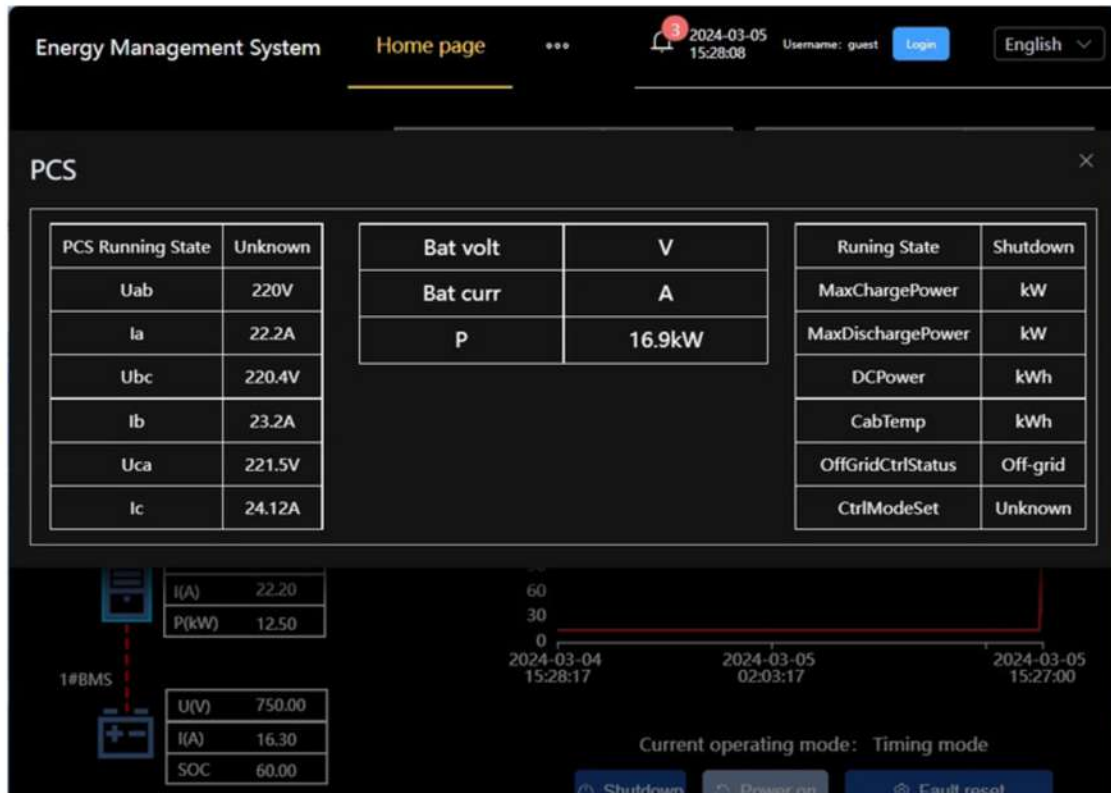 Energy Management System
Home page
3
2024-03-05
15:28:08
Username: guest
Login
English
PCS
PCS Running State Unknown
Uab 220V
Ia 22.2A
Ubc 220.4V
Ib 23.2A
Uca 221.5V
Ic 24.12A
Bat volt V
Bat curr A
P 16.9kW
Runing State Shutdown
MaxChargePower kW
MaxDischargePower kW
DCPower kWh
CabTemp kWh
OffGridCtrlStatus Off-grid
CtrlModeSet Unknown
I(A) 22.20
P(kW) 12.50
1#BMS
U(V) 750.00
I(A) 16.30
SOC 60.00
60
30
0
2024-03-04
15:28:17
2024-03-05
02:03:17
2024-03-05
15:27:00
Current operating mode: Timing mode
Shutdown
Power on
Fault reset